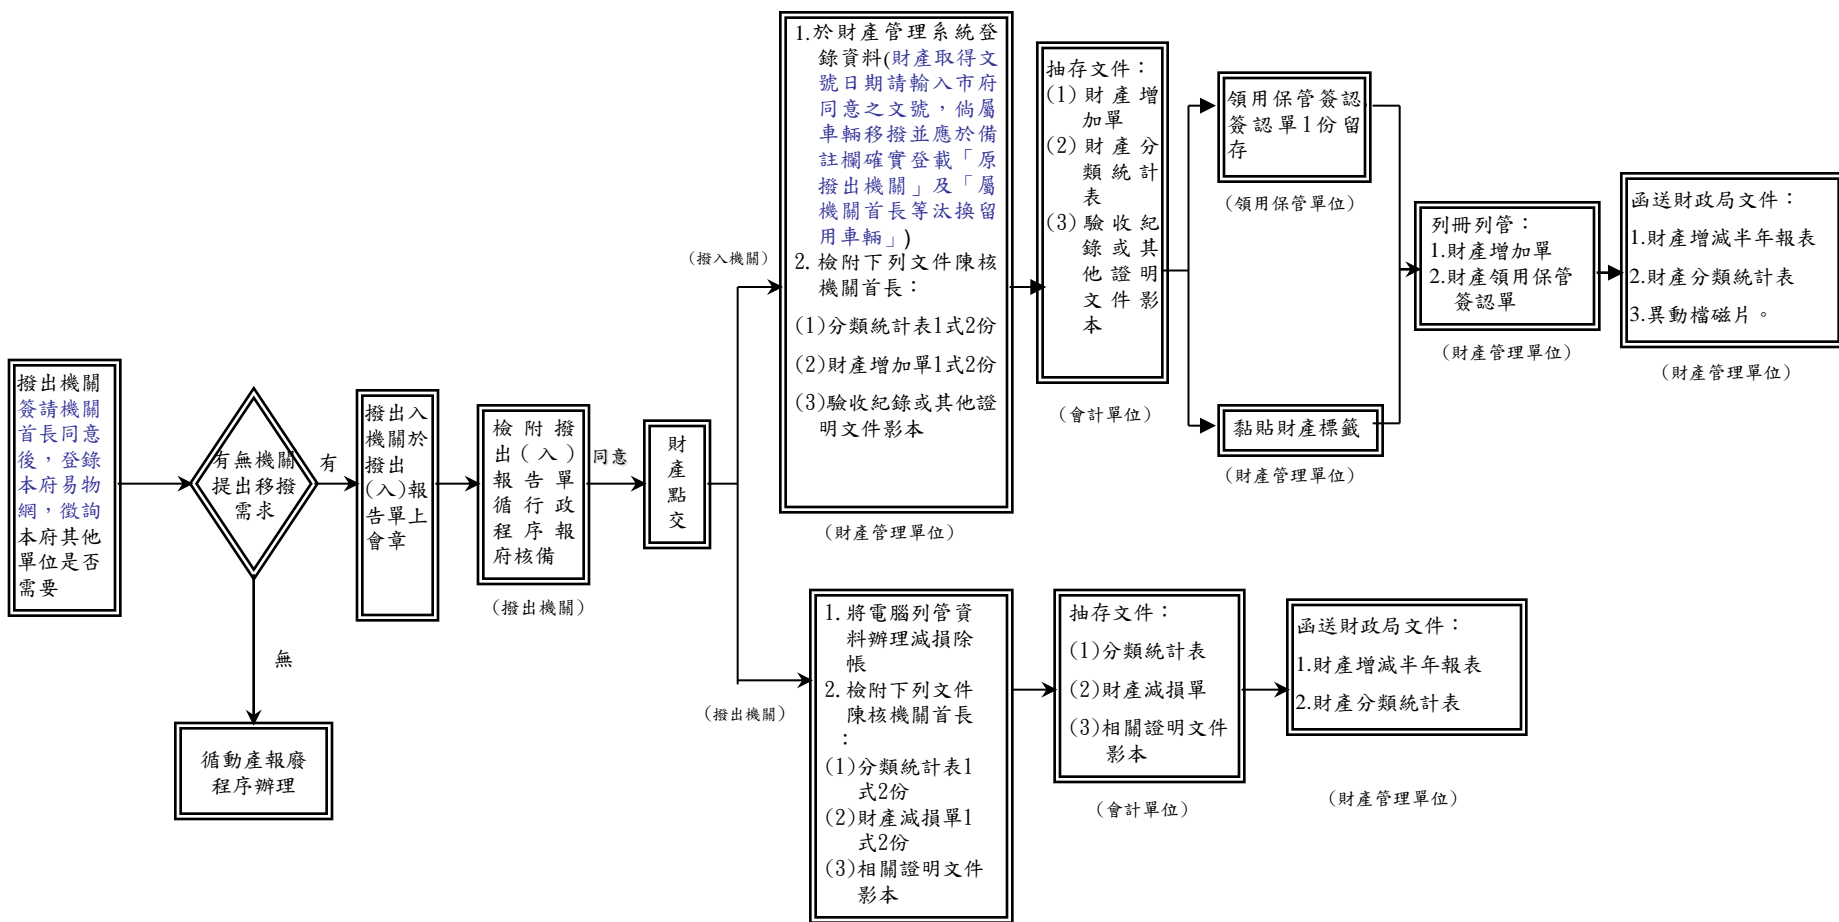 撥出機關
簽請機關
首長同意
後，登錄
本府易物
網，徵詢
本府其他
單位是否
需要
有無機關
提出移撥
需求
有
無
循動產報廢
程序辦理
撥出入
機關於
撥出
(入)報
告單上
會章
檢附撥
出(入)
報告單
循行政
程序報
府核備
(撥出機關)
同意
財
產
點
交
(撥入機關)
1.於財產管理系統登
錄資料(財產取得文
號日期請輸入市府
同意之文號，倘屬
車輛移撥並應於備
註欄確實登載「原
撥出機關」及「屬
機關首長等汰換留
用車輛」)
2. 檢附下列文件陳核
機關首長：
(1)分類統計表1式2份
(2)財產增加單1式2份
(3)驗收紀錄或其他證
明文件影本
(財產管理單位)
抽存文件：
(1)財產增
加單
(2)財產分
類統計
表
(3)驗收紀
錄或其
他證明
文件影
本
(會計單位)
領用保管簽認
簽認單1份留
存
(領用保管單位)
黏貼財產標籤
(財產管理單位)
列冊列管：
1.財產增加單
2.財產領用保管
簽認單
(財產管理單位)
函送財政局文件：
1.財產增減半年報表
2.財產分類統計表
3.異動檔磁片。
(財產管理單位)
(撥出機關)
1. 將電腦列管資
料辦理減損除
帳
2. 檢附下列文件
陳核機關首長
：
(1)分類統計表1
式2份
(2)財產減損單1
式2份
(3)相關證明文件
影本
抽存文件：
(1)分類統計表
(2)財產減損單
(3)相關證明文件
影本
(會計單位)
函送財政局文件：
1.財產增減半年報表
2.財產分類統計表
(財產管理單位)